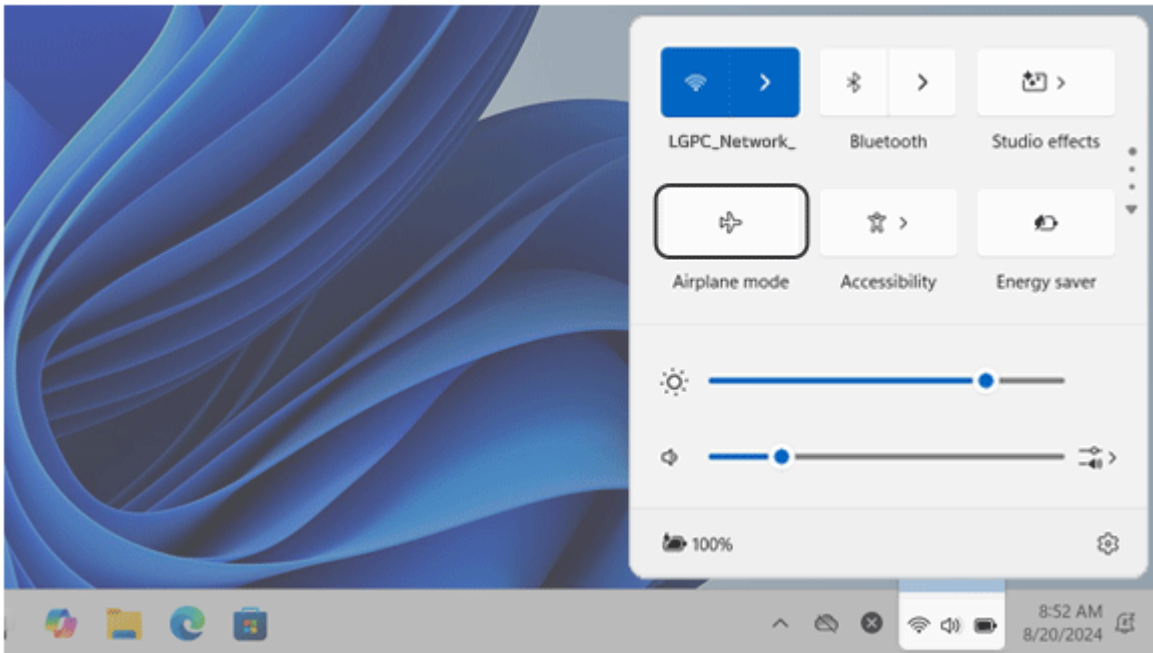 LGPC_Network_ Bluetooth Studio effects
Airplane mode Accessibility Energy saver
100%
8:52 AM
8/20/2024